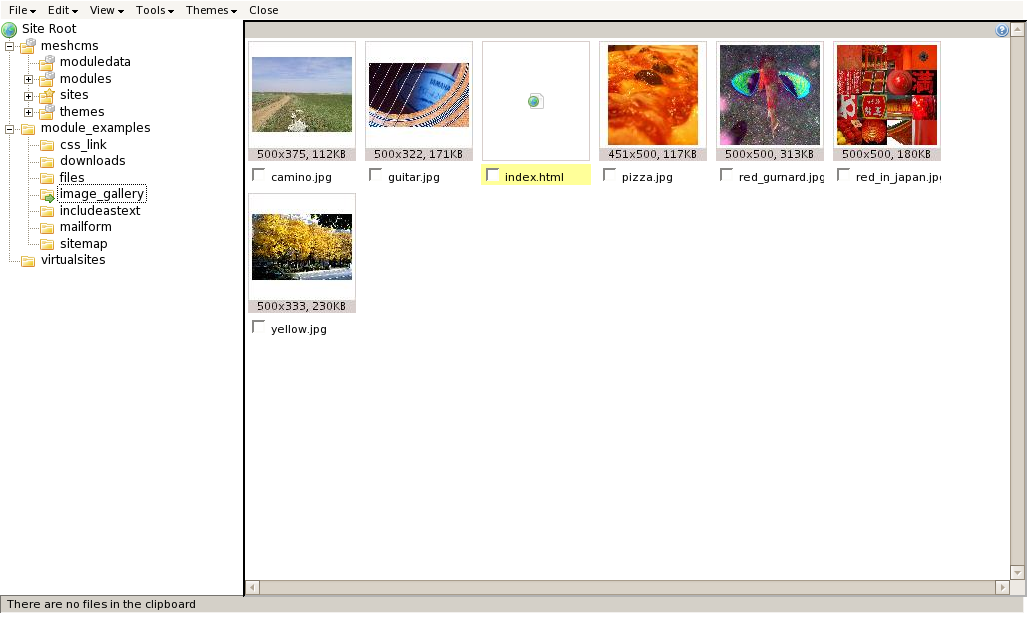 File Edit View Tools Themes Close
Site Root
meshcms
moduledata
modules
sites
themes
module_examples
css_link
downloads
files
image_gallery
includeastext
mailform
sitemap
virtualsites
500x375, 112KB 500x322, 171KB 451x500, 117KB 500x500, 313KB 500x500, 180KB
camino.jpg guitar.jpg index.html pizza.jpg red_gurnard.jpg red_in_japan.jpg
500x333, 230KB
yellow.jpg
There are no files in the clipboard